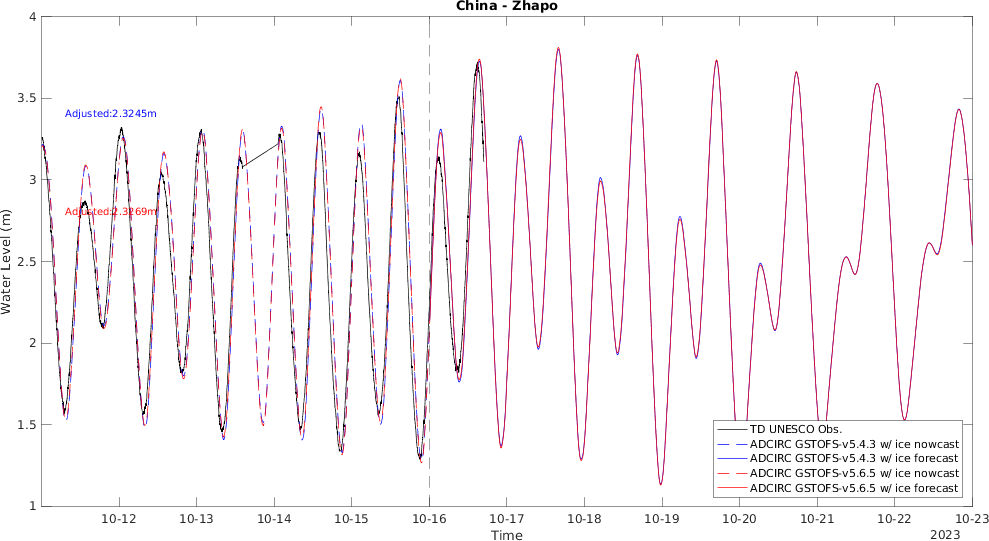 China - Zhapo
4
3.5
3
2.5
2
1.5
1
Water Level (m)
Adjusted:2.3245m
Adjusted:2.3269m
TD UNESCO Obs.
ADCIRC GSTOFS-v5.4.3 w/ ice nowcast
ADCIRC GSTOFS-v5.4.3 w/ ice forecast
ADCIRC GSTOFS-v5.6.5 w/ ice nowcast
ADCIRC GSTOFS-v5.6.5 w/ ice forecast
10-12 10-13 10-14 10-15 10-16 10-17 10-18 10-19 10-20 10-21 10-22 10-23
Time
2023